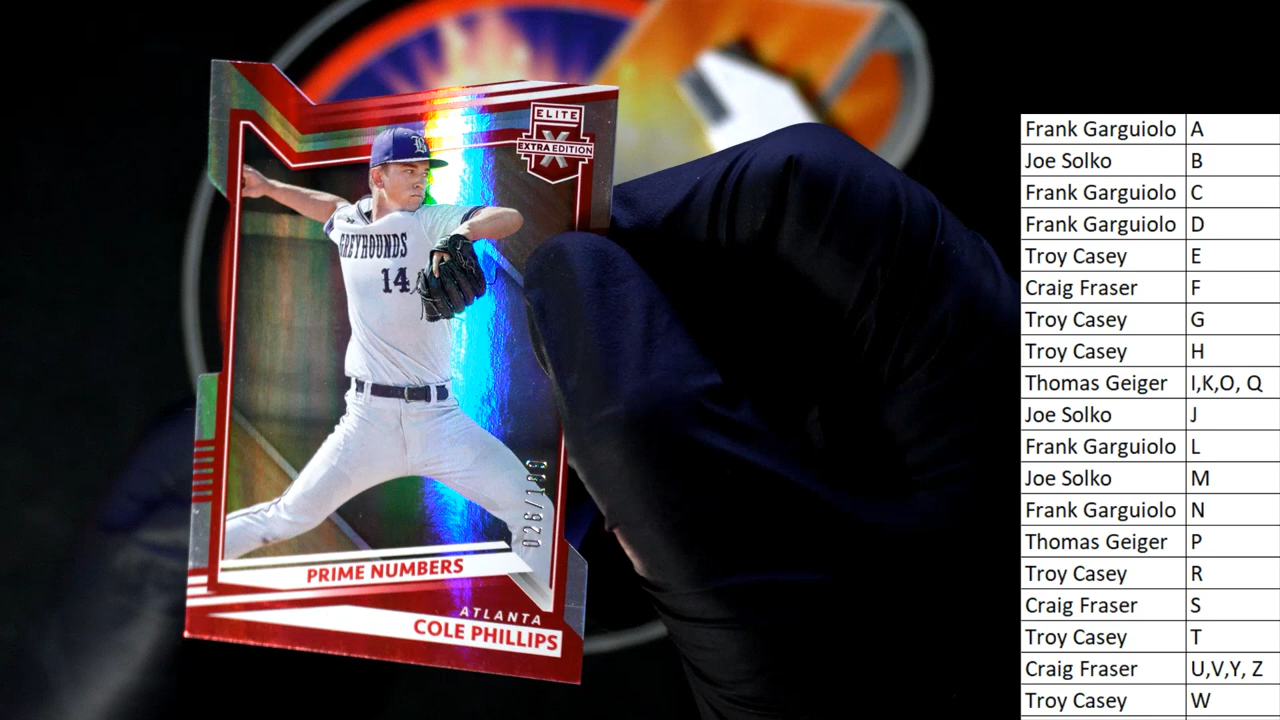 ELITE
X
EXTRA EDITION
GREYHOUNDS
14
026/100
PRIME NUMBERS
ATLANTA
COLE PHILLIPS
Frank Garguiolo A
Joe Solko B
Frank Garguiolo C
Frank Garguiolo D
Troy Casey E
Craig Fraser F
Troy Casey G
Troy Casey H
Thomas Geiger I,K,O, Q
Joe Solko J
Frank Garguiolo L
Joe Solko M
Frank Garguiolo N
Thomas Geiger P
Troy Casey R
Craig Fraser S
Troy Casey T
Craig Fraser U,V,Y, Z
Troy Casey W